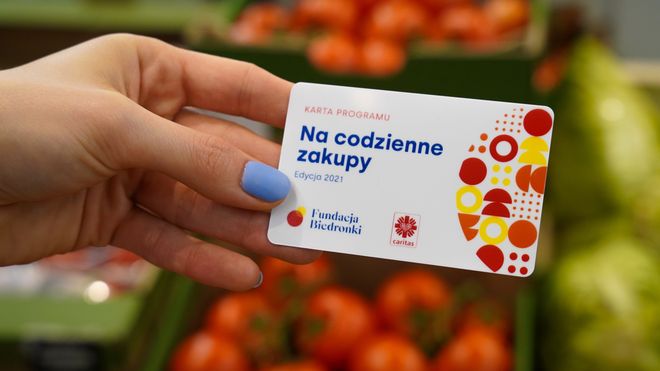 KARTA PROGRAMU
Na codzienne
zakupy
Edycja 2021
Fundacja
Biedronki
caritas